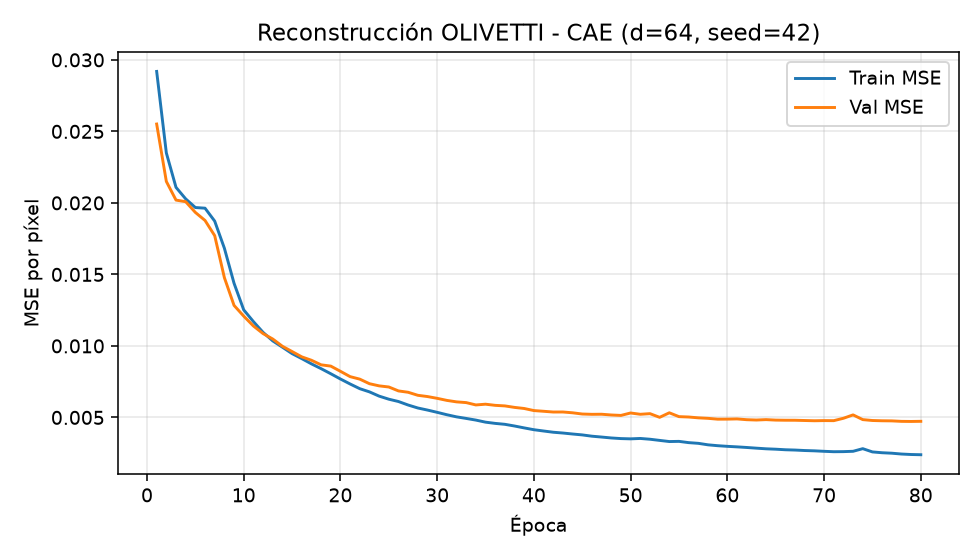 Reconstrucción OLIVETTI - CAE (d=64, seed=42)
Train MSE
Val MSE
MSE por píxel
0.030
0.025
0.020
0.015
0.010
0.005
0 10 20 30 40 50 60 70 80
Época